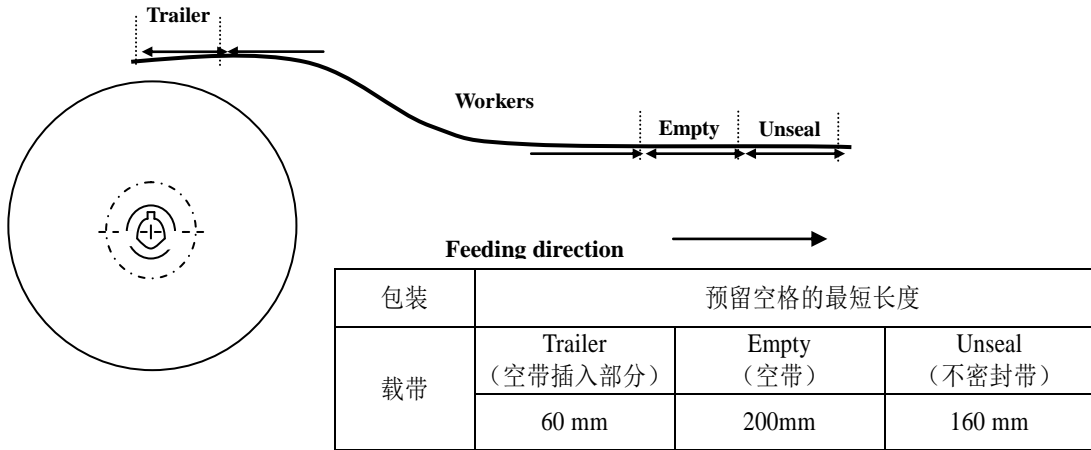 Trailer
Workers
Empty Unseal
Feeding direction
包装 预留空格的最短长度
载带
Trailer Empty Unseal
（空带插入部分） （空带） （不密封带）
60 mm 200mm 160 mm